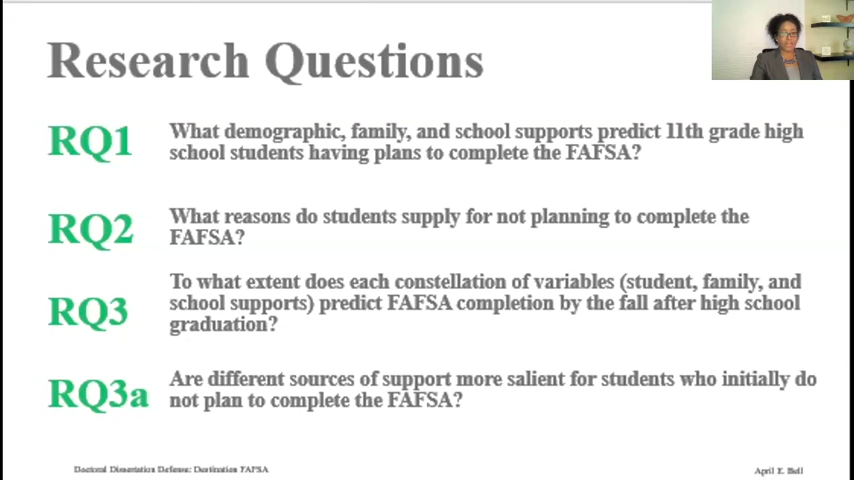 Research Questions
RQ1
What demographic, family, and school supports predict 11th grade high
school students having plans to complete the FAFSA?
RQ2
What reasons do students supply for not planning to complete the
FAFSA?
RQ3
To what extent does each constellation of variables (student, family, and
school supports) predict FAFSA completion by the fall after high school
graduation?
RQ3a
Are different sources of support more salient for students who initially do
not plan to complete the FAFSA?
Doctoral Dissertation Defense: Destination FAFSA
April E. Bell